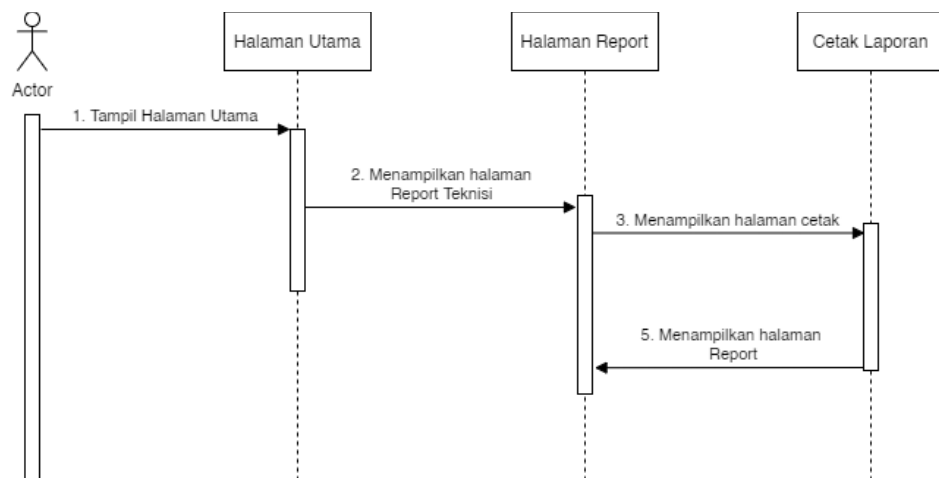 Halaman Utama
Halaman Report
Cetak Laporan
Actor
1. Tampil Halaman Utama
2. Menampilkan halaman
Report Teknisi
3. Menampilkan halaman cetak
5. Menampilkan halaman
Report